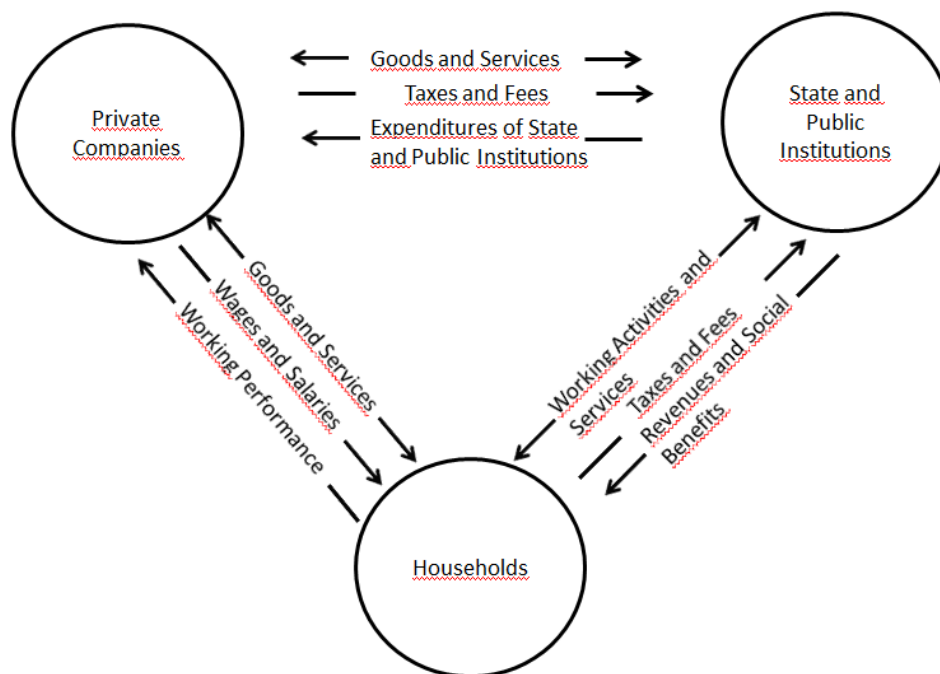 Private
Companies
Goods and Services
Taxes and Fees
Expenditures of State
and Public Institutions
State and
Public
Institutions
Goods and Services
Wages and Salaries
Working Performance
Working Activities and
Services
Taxes and Fees
Revenues and Social
Benefits
Households